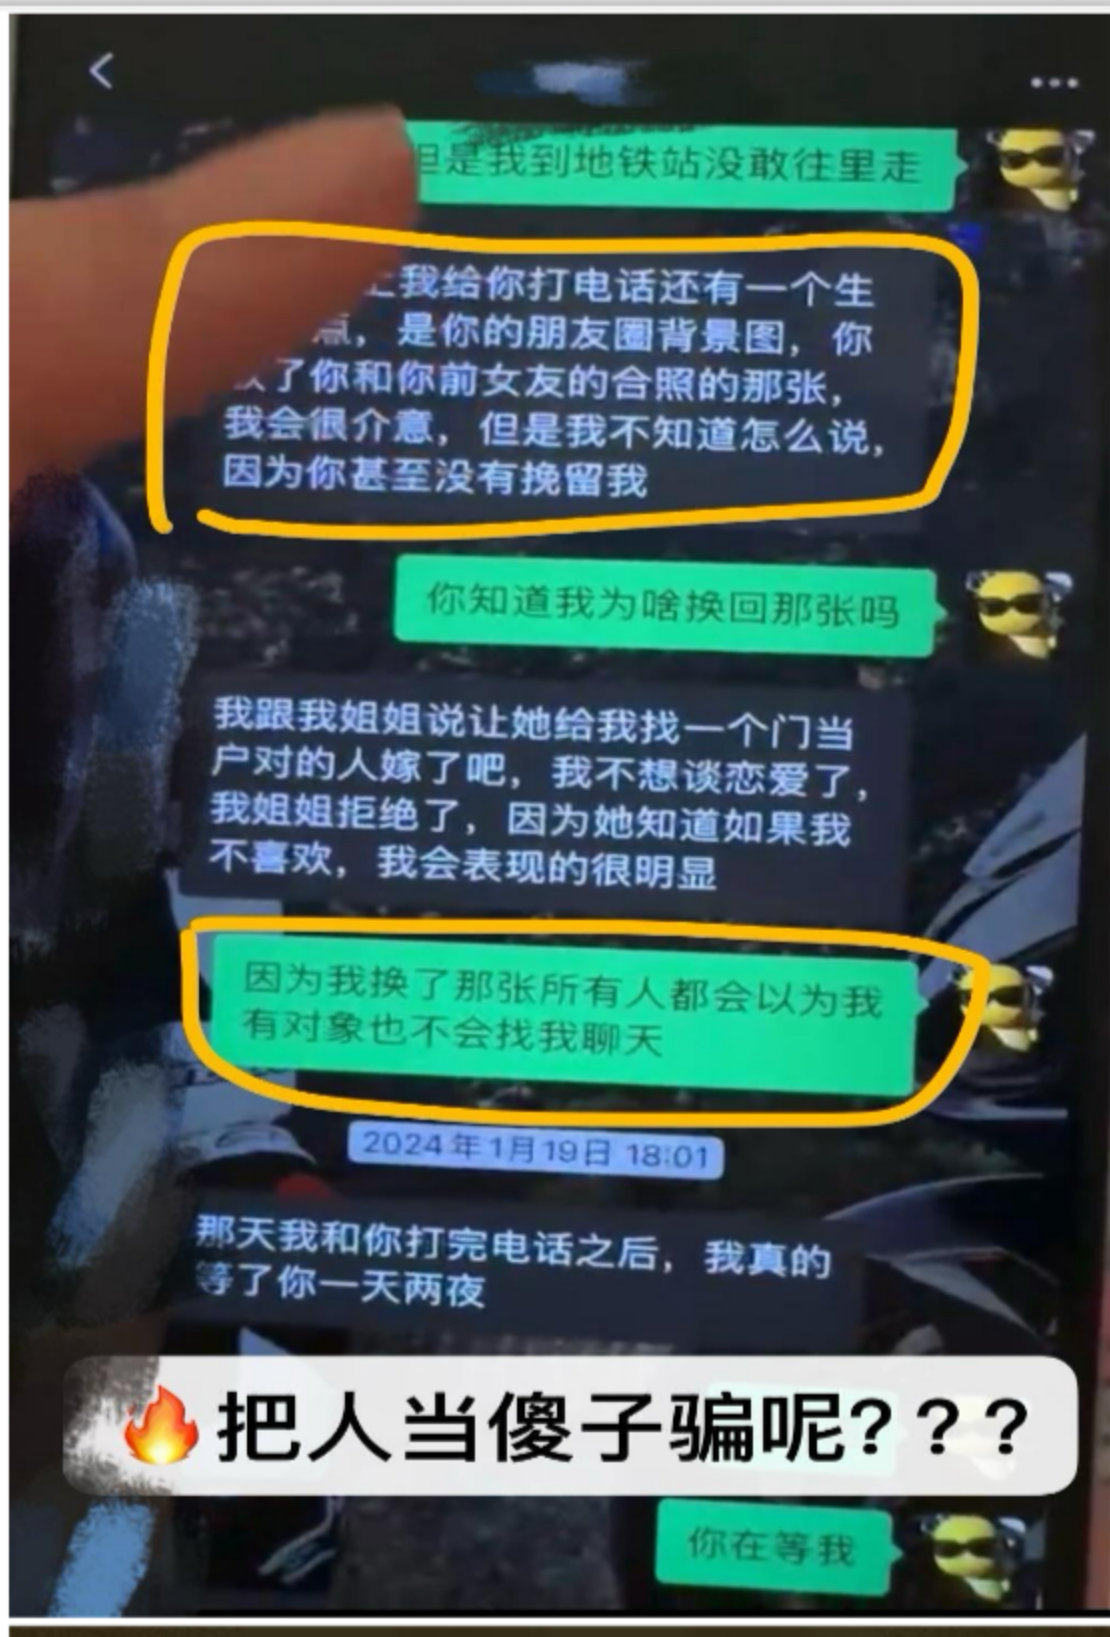 但是我到地铁站没敢往里走
我给你打电话还有一个生
，是你的朋友圈背景图，你
了你和你前女友的合照的那张，
我会很介意，但是我不知道怎么说，
因为你甚至没有挽留我
你知道我为啥换回那张吗
我跟我姐姐说让她给我找一个门当
户对的人嫁了吧，我不想谈恋爱了，
我姐姐拒绝了，因为她知道如果我
不喜欢，我会表现的很明显
因为我换了那张所有人都会以为我
有对象也不会找我聊天
2024年1月19日 18:01
那天我和你打完电话之后，我真的
等了你一天两夜
把人当傻子骗呢？？？
你在等我